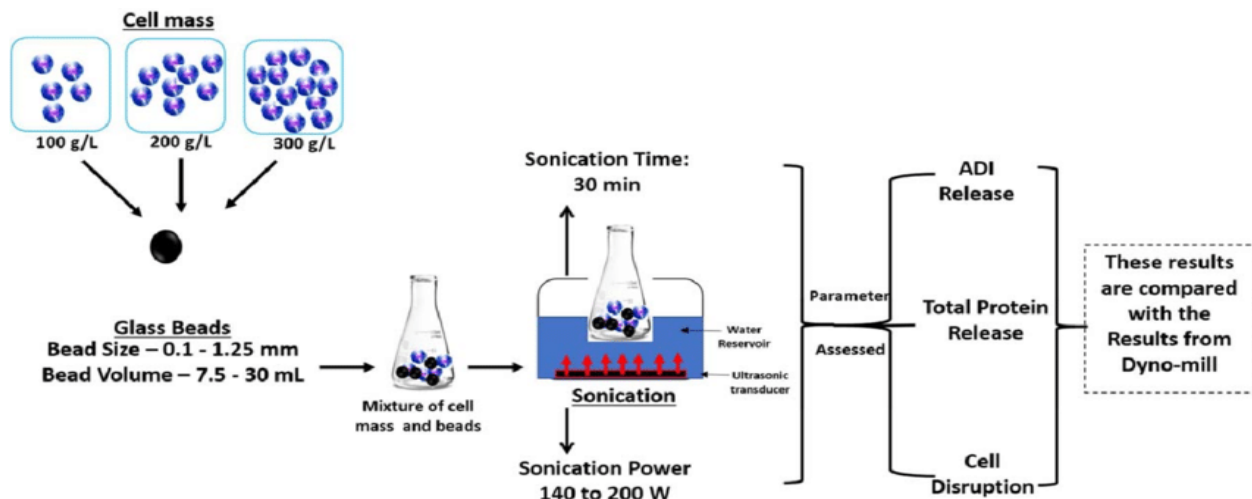 Cell mass
100 g/L
200 g/L
300 g/L
Glass Beads
Bead Size – 0.1 - 1.25 mm
Bead Volume – 7.5 - 30 mL
Mixture of cell
mass and beads
Sonication Time:
30 min
Water
Reservoir
Ultrasonic
transducer
Sonication
Sonication Power
140 to 200 W
Parameter
Assessed
ADI
Release
Total Protein
Release
Cell
Disruption
These results
are compared
with the
Results from
Dyno-mill